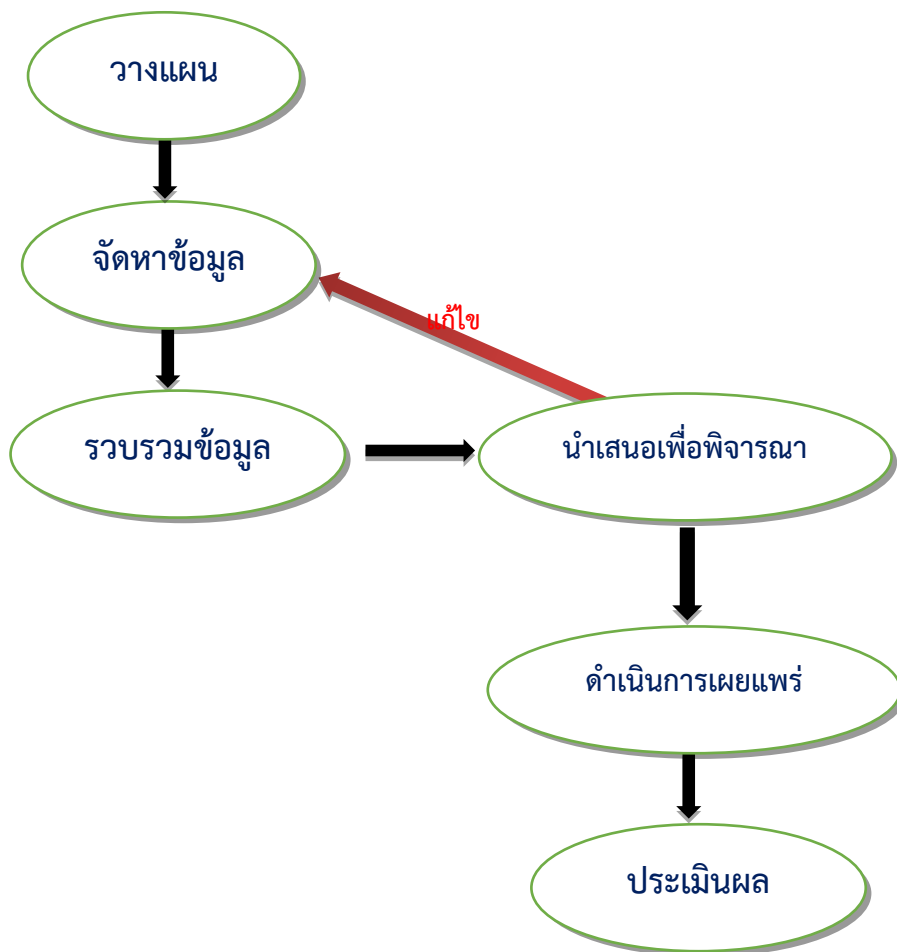 วางแผน
จัดหาข้อมูล
แก้ไข
รวบรวมข้อมูล
นำเสนอเพื่อพิจารณา
ดำเนินการเผยแพร่
ประเมินผล